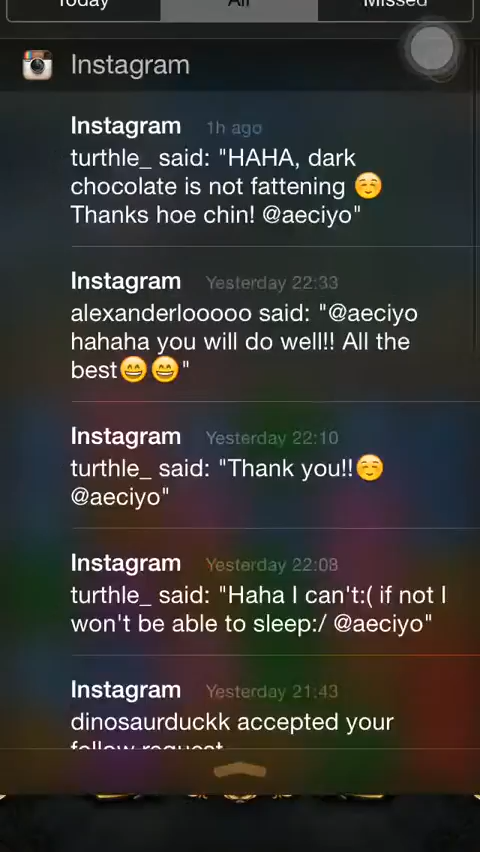 Today All Missed
Instagram
Instagram 1h ago
turthle_ said: "HAHA, dark
chocolate is not fattening ☺️
Thanks hoe chin! @aeciyo"
Instagram Yesterday 22:33
alexanderlooooo said: "@aeciyo
hahaha you will do well!! All the
best😄😄"
Instagram Yesterday 22:10
turthle_ said: "Thank you!!☺️
@aeciyo"
Instagram Yesterday 22:08
turthle_ said: "Haha I can't:( if not I
won't be able to sleep:/ @aeciyo"
Instagram Yesterday 21:43
dinosaurduckk accepted your
follow request